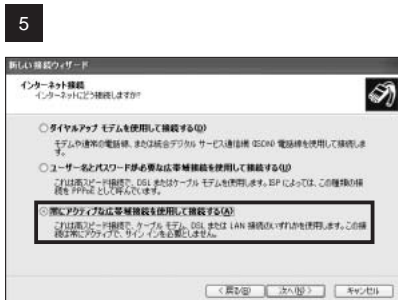 5
新しい接続ウィザード
インターネット接続
インターネットにどう接続しますか?
ダイヤルアップ モデムを使用して接続する(D)
モデムや通常の電話線、または統合デジタル サービス通信網 (ISDN) 電話線を使用して接続しま
す。
ユーザー名とパスワードが必要な広帯域接続を使用して接続する(U)
これは高スピード接続で、DSL またはケーブル モデムを使用します。ISP によっては、この種類の接
続を PPPoE として呼んでいます。
常にアクティブな広帯域接続を使用して接続する(A)
これは高スピード接続で、ケーブル モデム、DSL または LAN 接続のいずれかを使用します。この接
続は常にアクティブで、サイン インを必要としません。
< 戻る(B) 次へ(N) > キャンセル